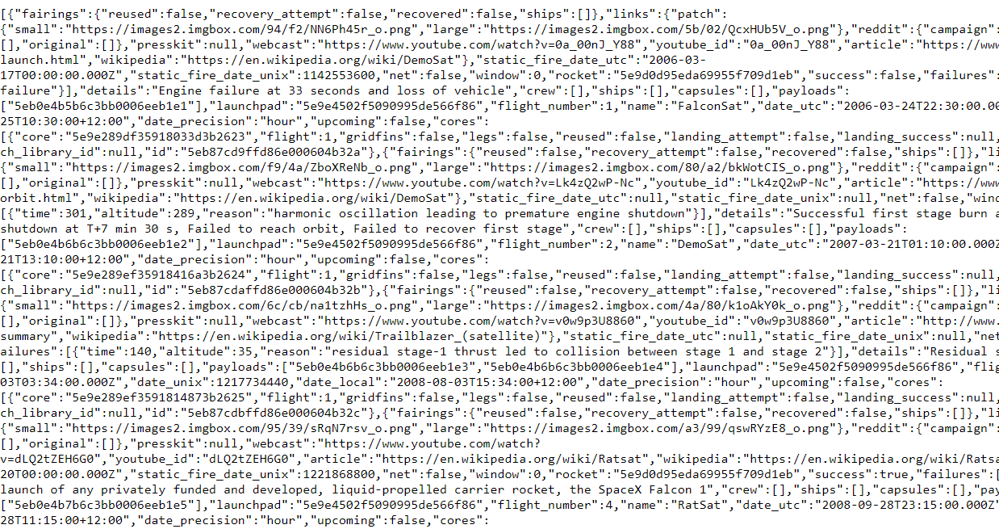 [{"fairings":{"reused":false,"recovery_attempt":false,"recovered":false,"ships":[]},"links":{"patch":
{"small":"https://images2.imgbox.com/94/f2/NN6Ph45r_o.png","large":"https://images2.imgbox.com/5b/02/QcxHUb5V_o.png"},"reddit":{"campaign":
[],"original":[]},"presskit":null,"webcast":"https://www.youtube.com/watch?v=0a_00nJ_Y88","youtube_id":"0a_00nJ_Y88","article":"https://www
launch.html","wikipedia":"https://en.wikipedia.org/wiki/DemoSat"},"static_fire_date_utc":"2006-03-
17T00:00:00.000Z","static_fire_date_unix":1142553600,"net":false,"window":0,"rocket":"5e9d0d95eda69955f709d1eb","success":false,"failures":
failure"}],"details":"Engine failure at 33 seconds and loss of vehicle","crew":[],"ships":[],"capsules":[],"payloads":
["5eb0e4b5b6c3bb0006eeb1e1"],"launchpad":"5e9e4502f5090995de566f86","flight_number":1,"name":"FalconSat","date_utc":"2006-03-24T22:30:00.00
25T10:30:00+12:00","date_precision":"hour","upcoming":false,"cores":
[{"core":"5e9e289df35918033d3b2623","flight":1,"gridfins":false,"legs":false,"reused":false,"landing_attempt":false,"landing_success":null,
ch_library_id":null,"id":"5eb87cd9ffd86e000604b32a"},{"fairings":{"reused":false,"recovery_attempt":false,"recovered":false,"ships":[]},"li
{"small":"https://images2.imgbox.com/f9/4a/ZboXReNb_o.png","large":"https://images2.imgbox.com/80/a2/bkWotCIS_o.png"},"reddit":{"campaign":
[],"original":[]},"presskit":null,"webcast":"https://www.youtube.com/watch?v=Lk4zQ2wP-Nc","youtube_id":"Lk4zQ2wP-Nc","article":"https://www
orbit.html","wikipedia":"https://en.wikipedia.org/wiki/DemoSat"},"static_fire_date_utc":null,"static_fire_date_unix":null,"net":false,"wind
[{"time":301,"altitude":289,"reason":"harmonic oscillation leading to premature engine shutdown"}],"details":"Successful first stage burn a
shutdown at T+7 min 30 s, Failed to reach orbit, Failed to recover first stage","crew":[],"ships":[],"capsules":[],"payloads":
["5eb0e4b6b6c3bb0006eeb1e2"],"launchpad":"5e9e4502f5090995de566f86","flight_number":2,"name":"DemoSat","date_utc":"2007-03-21T01:10:00.000Z
21T13:10:00+12:00","date_precision":"hour","upcoming":false,"cores":
[{"core":"5e9e289ef35918416a3b2624","flight":1,"gridfins":false,"legs":false,"reused":false,"landing_attempt":false,"landing_success":null,
ch_library_id":null,"id":"5eb87cdaffd86e000604b32b"},{"fairings":{"reused":false,"recovery_attempt":false,"recovered":false,"ships":[]},"li
{"small":"https://images2.imgbox.com/6c/cb/na1tzhHs_o.png","large":"https://images2.imgbox.com/4a/80/k1oAkY0k_o.png"},"reddit":{"campaign":
[],"original":[]},"presskit":null,"webcast":"https://www.youtube.com/watch?v=v0w9p3U8860","youtube_id":"v0w9p3U8860","article":"http://www.
summary","wikipedia":"https://en.wikipedia.org/wiki/Trailblazer_(satellite)"},"static_fire_date_utc":null,"static_fire_date_unix":null,"net
ailures":[{"time":140,"altitude":35,"reason":"residual stage-1 thrust led to collision between stage 1 and stage 2"}],"details":"Residual s
[],"ships":[],"capsules":[],"payloads":["5eb0e4b6b6c3bb0006eeb1e3","5eb0e4b6b6c3bb0006eeb1e4"],"launchpad":"5e9e4502f5090995de566f86","flig
03T03:34:00.000Z","date_unix":1217734440,"date_local":"2008-08-03T15:34:00+12:00","date_precision":"hour","upcoming":false,"cores":
[{"core":"5e9e289ef3591814873b2625","flight":1,"gridfins":false,"legs":false,"reused":false,"landing_attempt":false,"landing_success":null,
ch_library_id":null,"id":"5eb87cdbffd86e000604b32c"},{"fairings":{"reused":false,"recovery_attempt":false,"recovered":false,"ships":[]},"li
{"small":"https://images2.imgbox.com/95/39/sRqN7rsv_o.png","large":"https://images2.imgbox.com/a3/99/qswRYzE8_o.png"},"reddit":{"campaign":
[],"original":[]},"presskit":null,"webcast":"https://www.youtube.com/watch?
v=dLQ2tZEH6G0","youtube_id":"dLQ2tZEH6G0","article":"https://en.wikipedia.org/wiki/Ratsat","wikipedia":"https://en.wikipedia.org/wiki/Ratsa
20T00:00:00.000Z","static_fire_date_unix":1221868800,"net":false,"window":0,"rocket":"5e9d0d95eda69955f709d1eb","success":true,"failures":[
launch of any privately funded and developed, liquid-propelled carrier rocket, the SpaceX Falcon 1","crew":[],"ships":[],"capsules":[],"pay
["5eb0e4b7b6c3bb0006eeb1e5"],"launchpad":"5e9e4502f5090995de566f86","flight_number":4,"name":"RatSat","date_utc":"2008-09-28T23:15:00.000Z"
28T11:15:00+12:00","date_precision":"hour","upcoming":false,"cores":